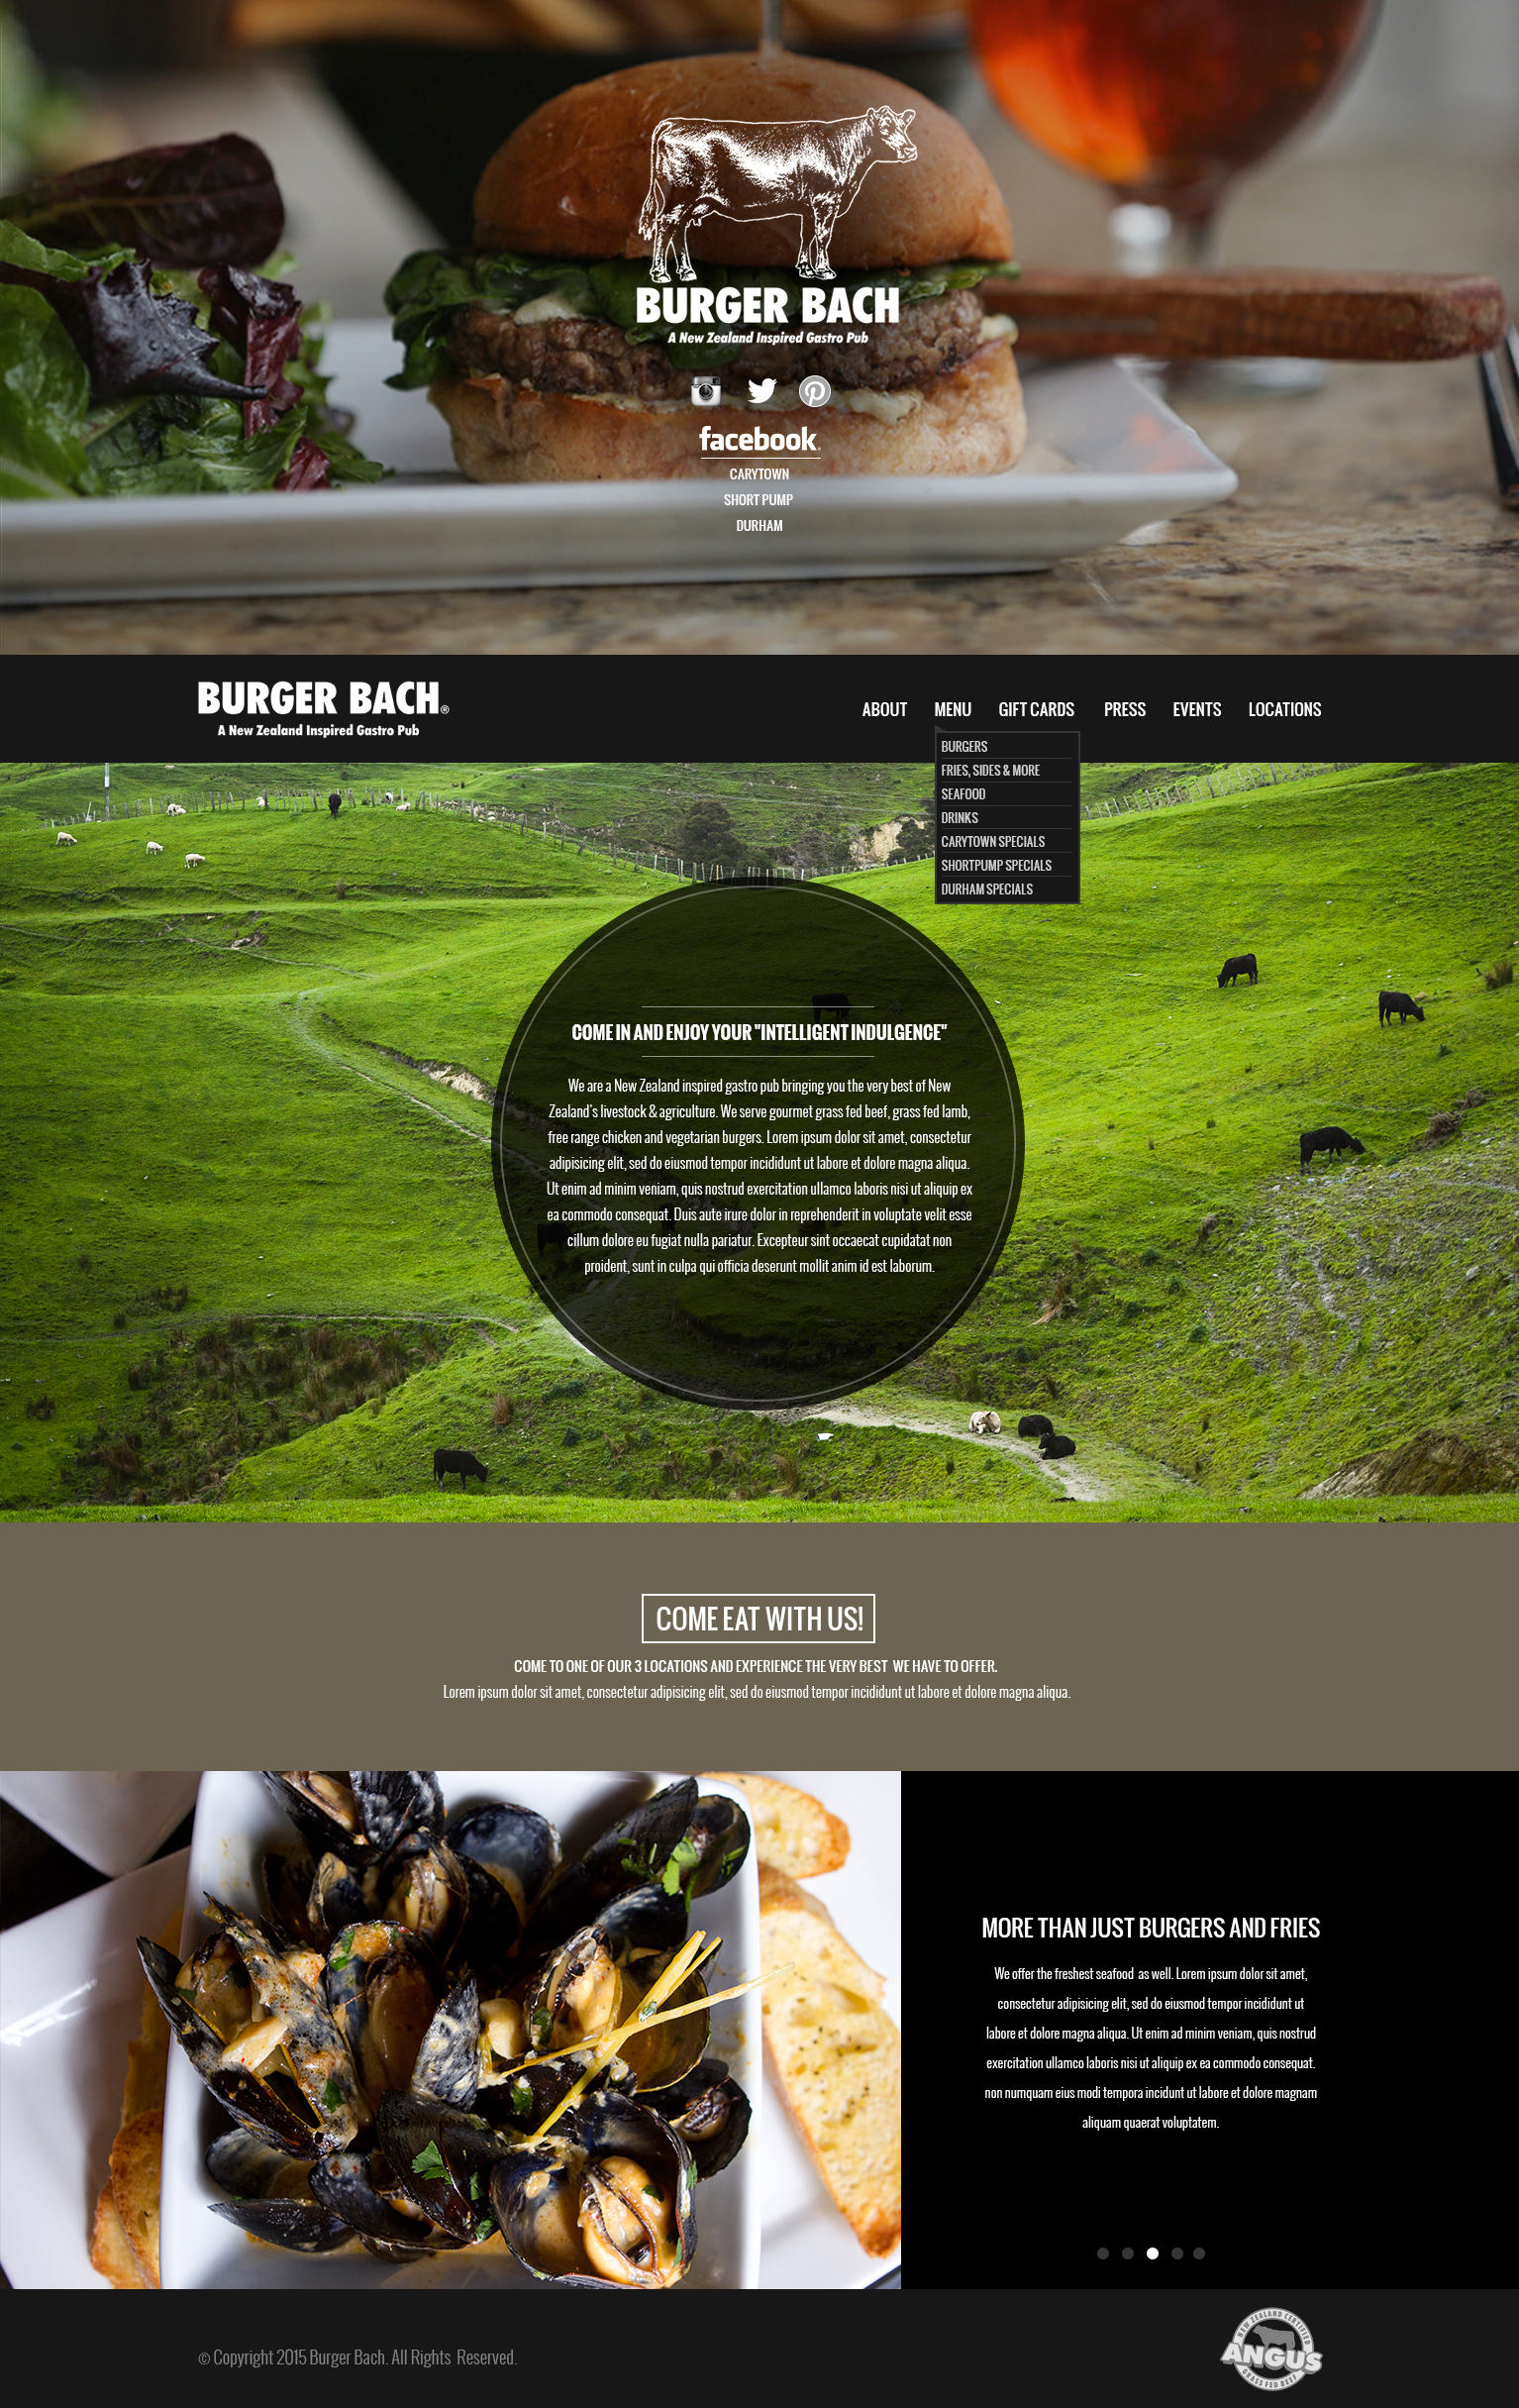 BURGER BACH
A New Zealand Inspired Gastro Pub
facebook
CARYTOWN
SHORT PUMP
DURHAM
BURGER BACH®
A New Zealand Inspired Gastro Pub
ABOUT MENU GIFT CARDS PRESS EVENTS LOCATIONS
BURGERS
FRIES, SIDES & MORE
SEAFOOD
DRINKS
CARYTOWN SPECIALS
SHORTPUMP SPECIALS
DURHAM SPECIALS
COME IN AND ENJOY YOUR "INTELLIGENT INDULGENCE"
We are a New Zealand inspired gastro pub bringing you the very best of New
Zealand's livestock & agriculture. We serve gourmet grass fed beef, grass fed lamb,
free range chicken and vegetarian burgers. Lorem ipsum dolor sit amet, consectetur
adipisicing elit, sed do eiusmod tempor incididunt ut labore et dolore magna aliqua.
Ut enim ad minim veniam, quis nostrud exercitation ullamco laboris nisi ut aliquip ex
ea commodo consequat. Duis aute irure dolor in reprehenderit in voluptate velit esse
cillum dolore eu fugiat nulla pariatur. Excepteur sint occaecat cupidatat non
proident, sunt in culpa qui officia deserunt mollit anim id est laborum.
COME EAT WITH US!
COME TO ONE OF OUR 3 LOCATIONS AND EXPERIENCE THE VERY BEST WE HAVE TO OFFER.
Lorem ipsum dolor sit amet, consectetur adipisicing elit, sed do eiusmod tempor incididunt ut labore et dolore magna aliqua.
MORE THAN JUST BURGERS AND FRIES
We offer the freshest seafood as well. Lorem ipsum dolor sit amet,
consectetur adipisicing elit, sed do eiusmod tempor incididunt ut
labore et dolore magna aliqua. Ut enim ad minim veniam, quis nostrud
exercitation ullamco laboris nisi ut aliquip ex ea commodo consequat.
non numquam eius modi tempora incidunt ut labore et dolore magnam
aliquam quaerat voluptatem.
© Copyright 2015 Burger Bach. All Rights Reserved.
NEW ZEALAND CERTIFIED
ANGUS
GRASS FED BEEF